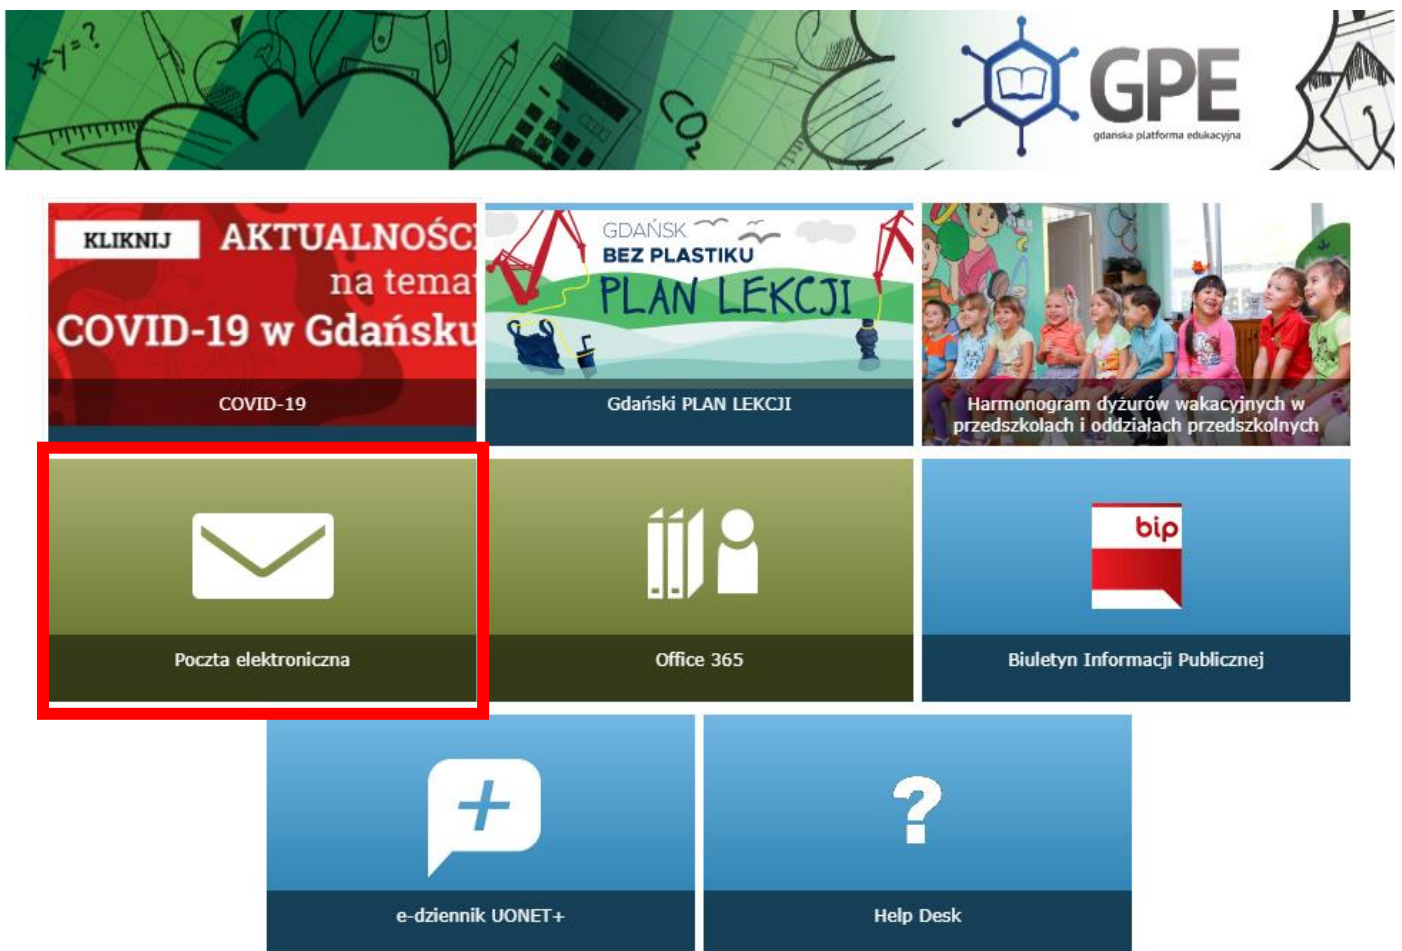 x-y=?
CO₂
GPE
gdańska platforma edukacyjna
KLIKNIJ AKTUALNOŚCI
na temat
COVID-19 w Gdańsku
COVID-19
GDAŃSK
BEZ PLASTIKU
PLAN LEKCJI
Gdański PLAN LEKCJI
Harmonogram dyżurów wakacyjnych w
przedszkolach i oddziałach przedszkolnych
Poczta elektroniczna
Office 365
bip
Biuletyn Informacji Publicznej
+
e-dziennik UONET+
?
Help Desk